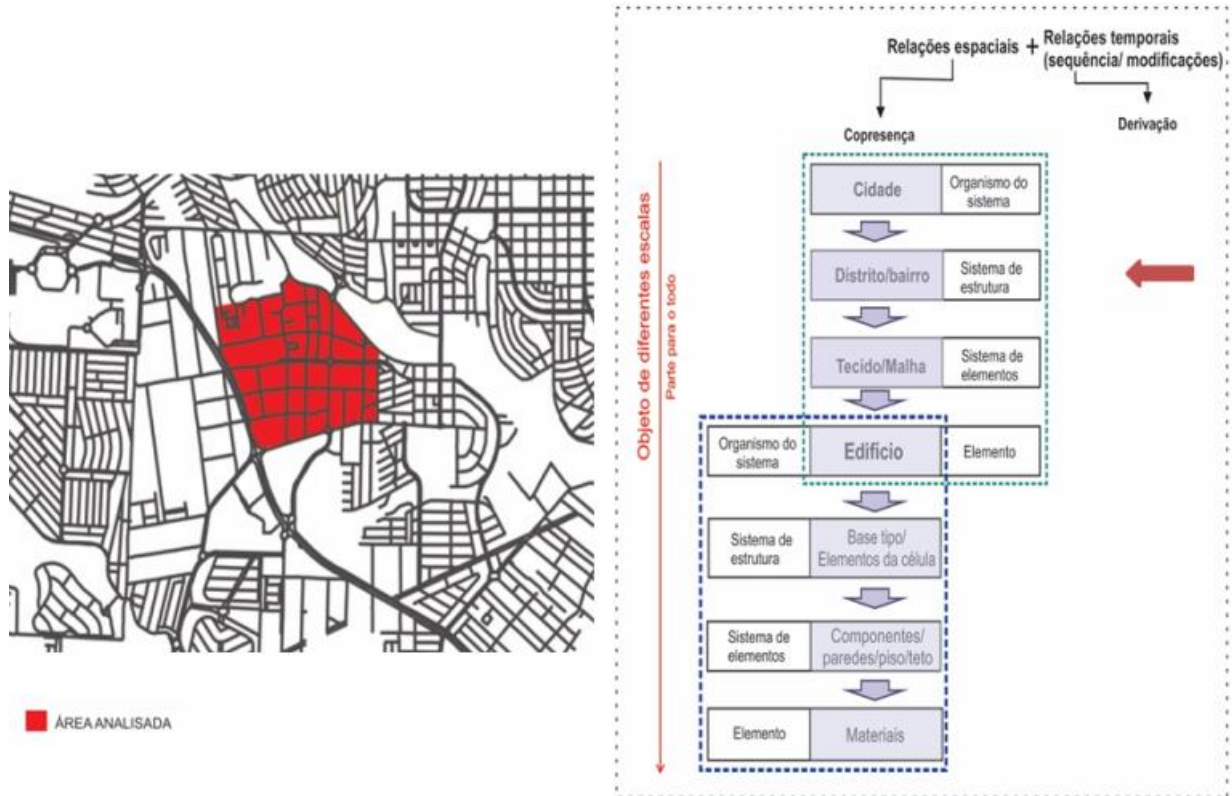 ÁREA ANALISADA
Relações espaciais + Relações temporais
(sequência/ modificações)
Copresença
Derivação
Objeto de diferentes escalas
Parte para o todo
Cidade
Organismo do
sistema
Distrito/bairro
Sistema de
estrutura
Tecido/Malha
Sistema de
elementos
Organismo do
sistema
Edifício
Elemento
Sistema de
estrutura
Base tipo/
Elementos da célula
Sistema de
elementos
Componentes/
paredes/piso/teto
Elemento
Materiais